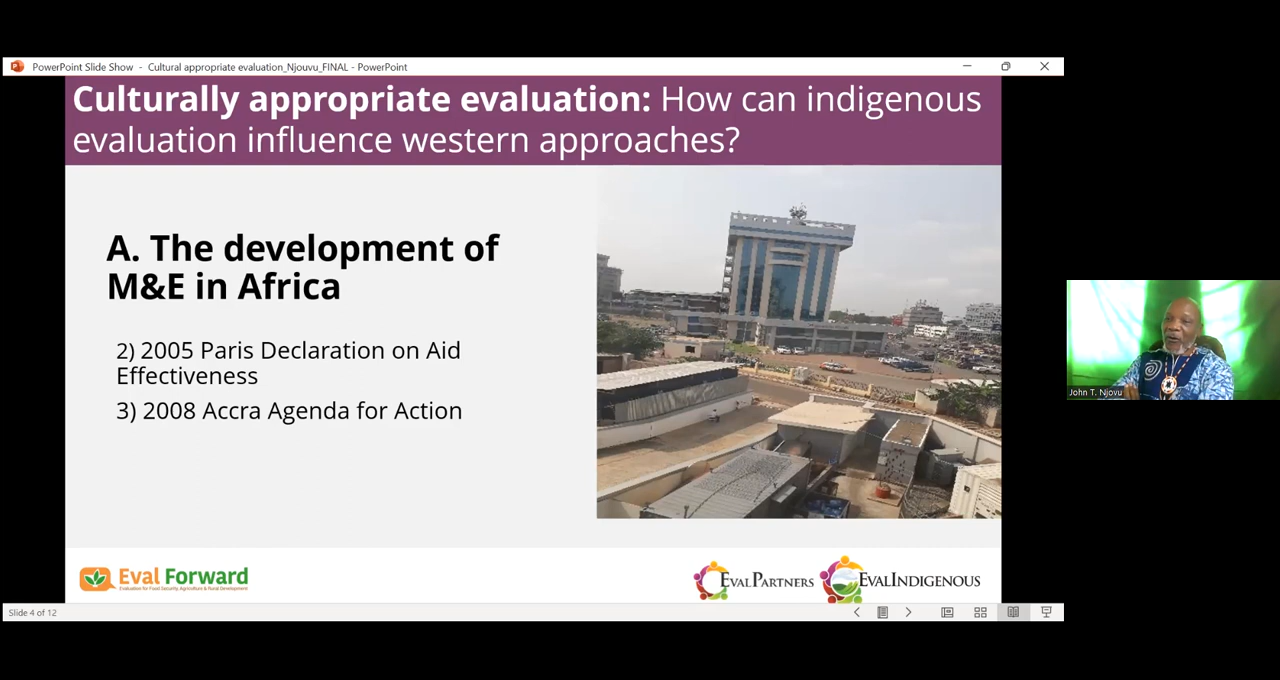 PowerPoint Slide Show - Cultural appropriate evaluation_Njouvu_FINAL - PowerPoint
Culturally appropriate evaluation: How can indigenous
evaluation influence western approaches?
A. The development of
M&E in Africa
2) 2005 Paris Declaration on Aid
Effectiveness
3) 2008 Accra Agenda for Action
John T. Njovu
Eval Forward
Evaluation for Food Security, Agriculture & Rural Development
EVALPARTNERS
EVALINDIGENOUS
Slide 4 of 12